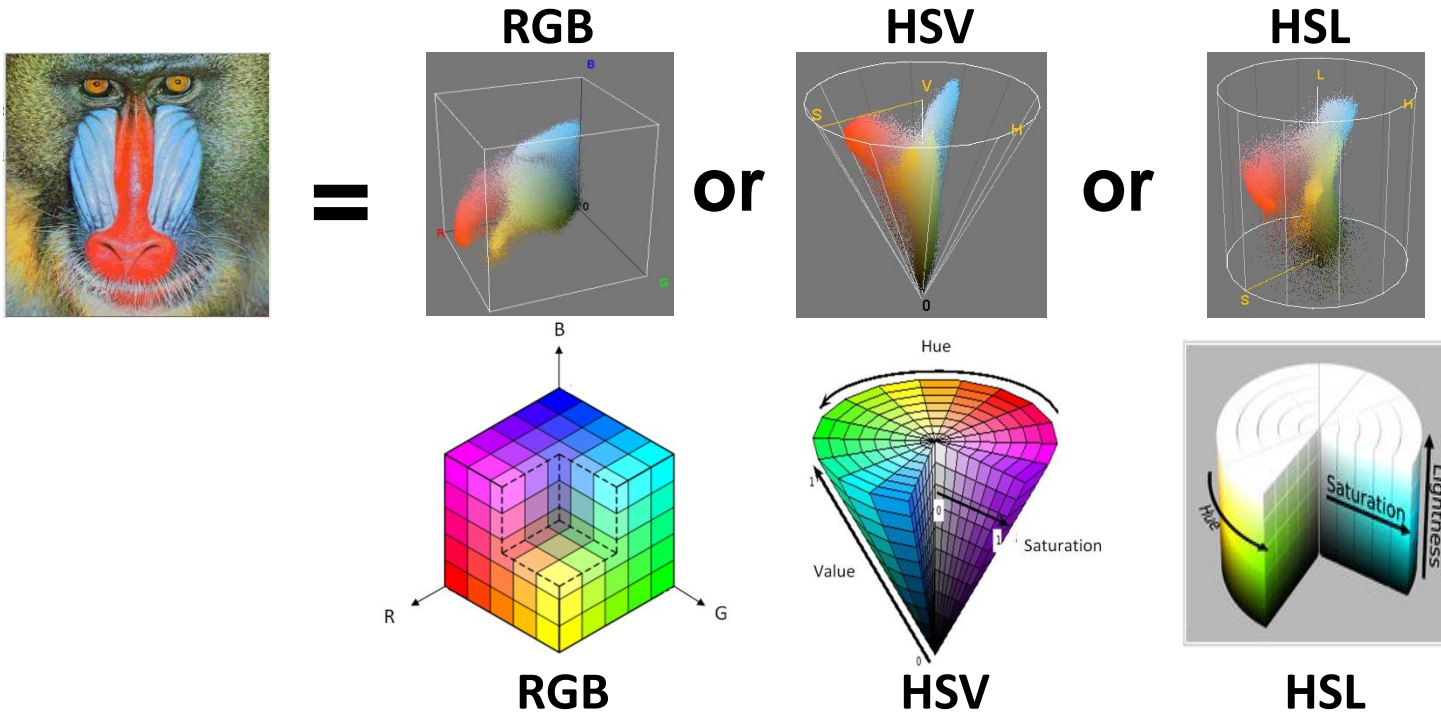 RGB
HSV
HSL
B
R
0
G
=
or
S
V
H
0
or
L
H
S
B
R
G
Hue
1
0
1
Saturation
Value
0
Hue
Saturation
Lightness
RGB
HSV
HSL